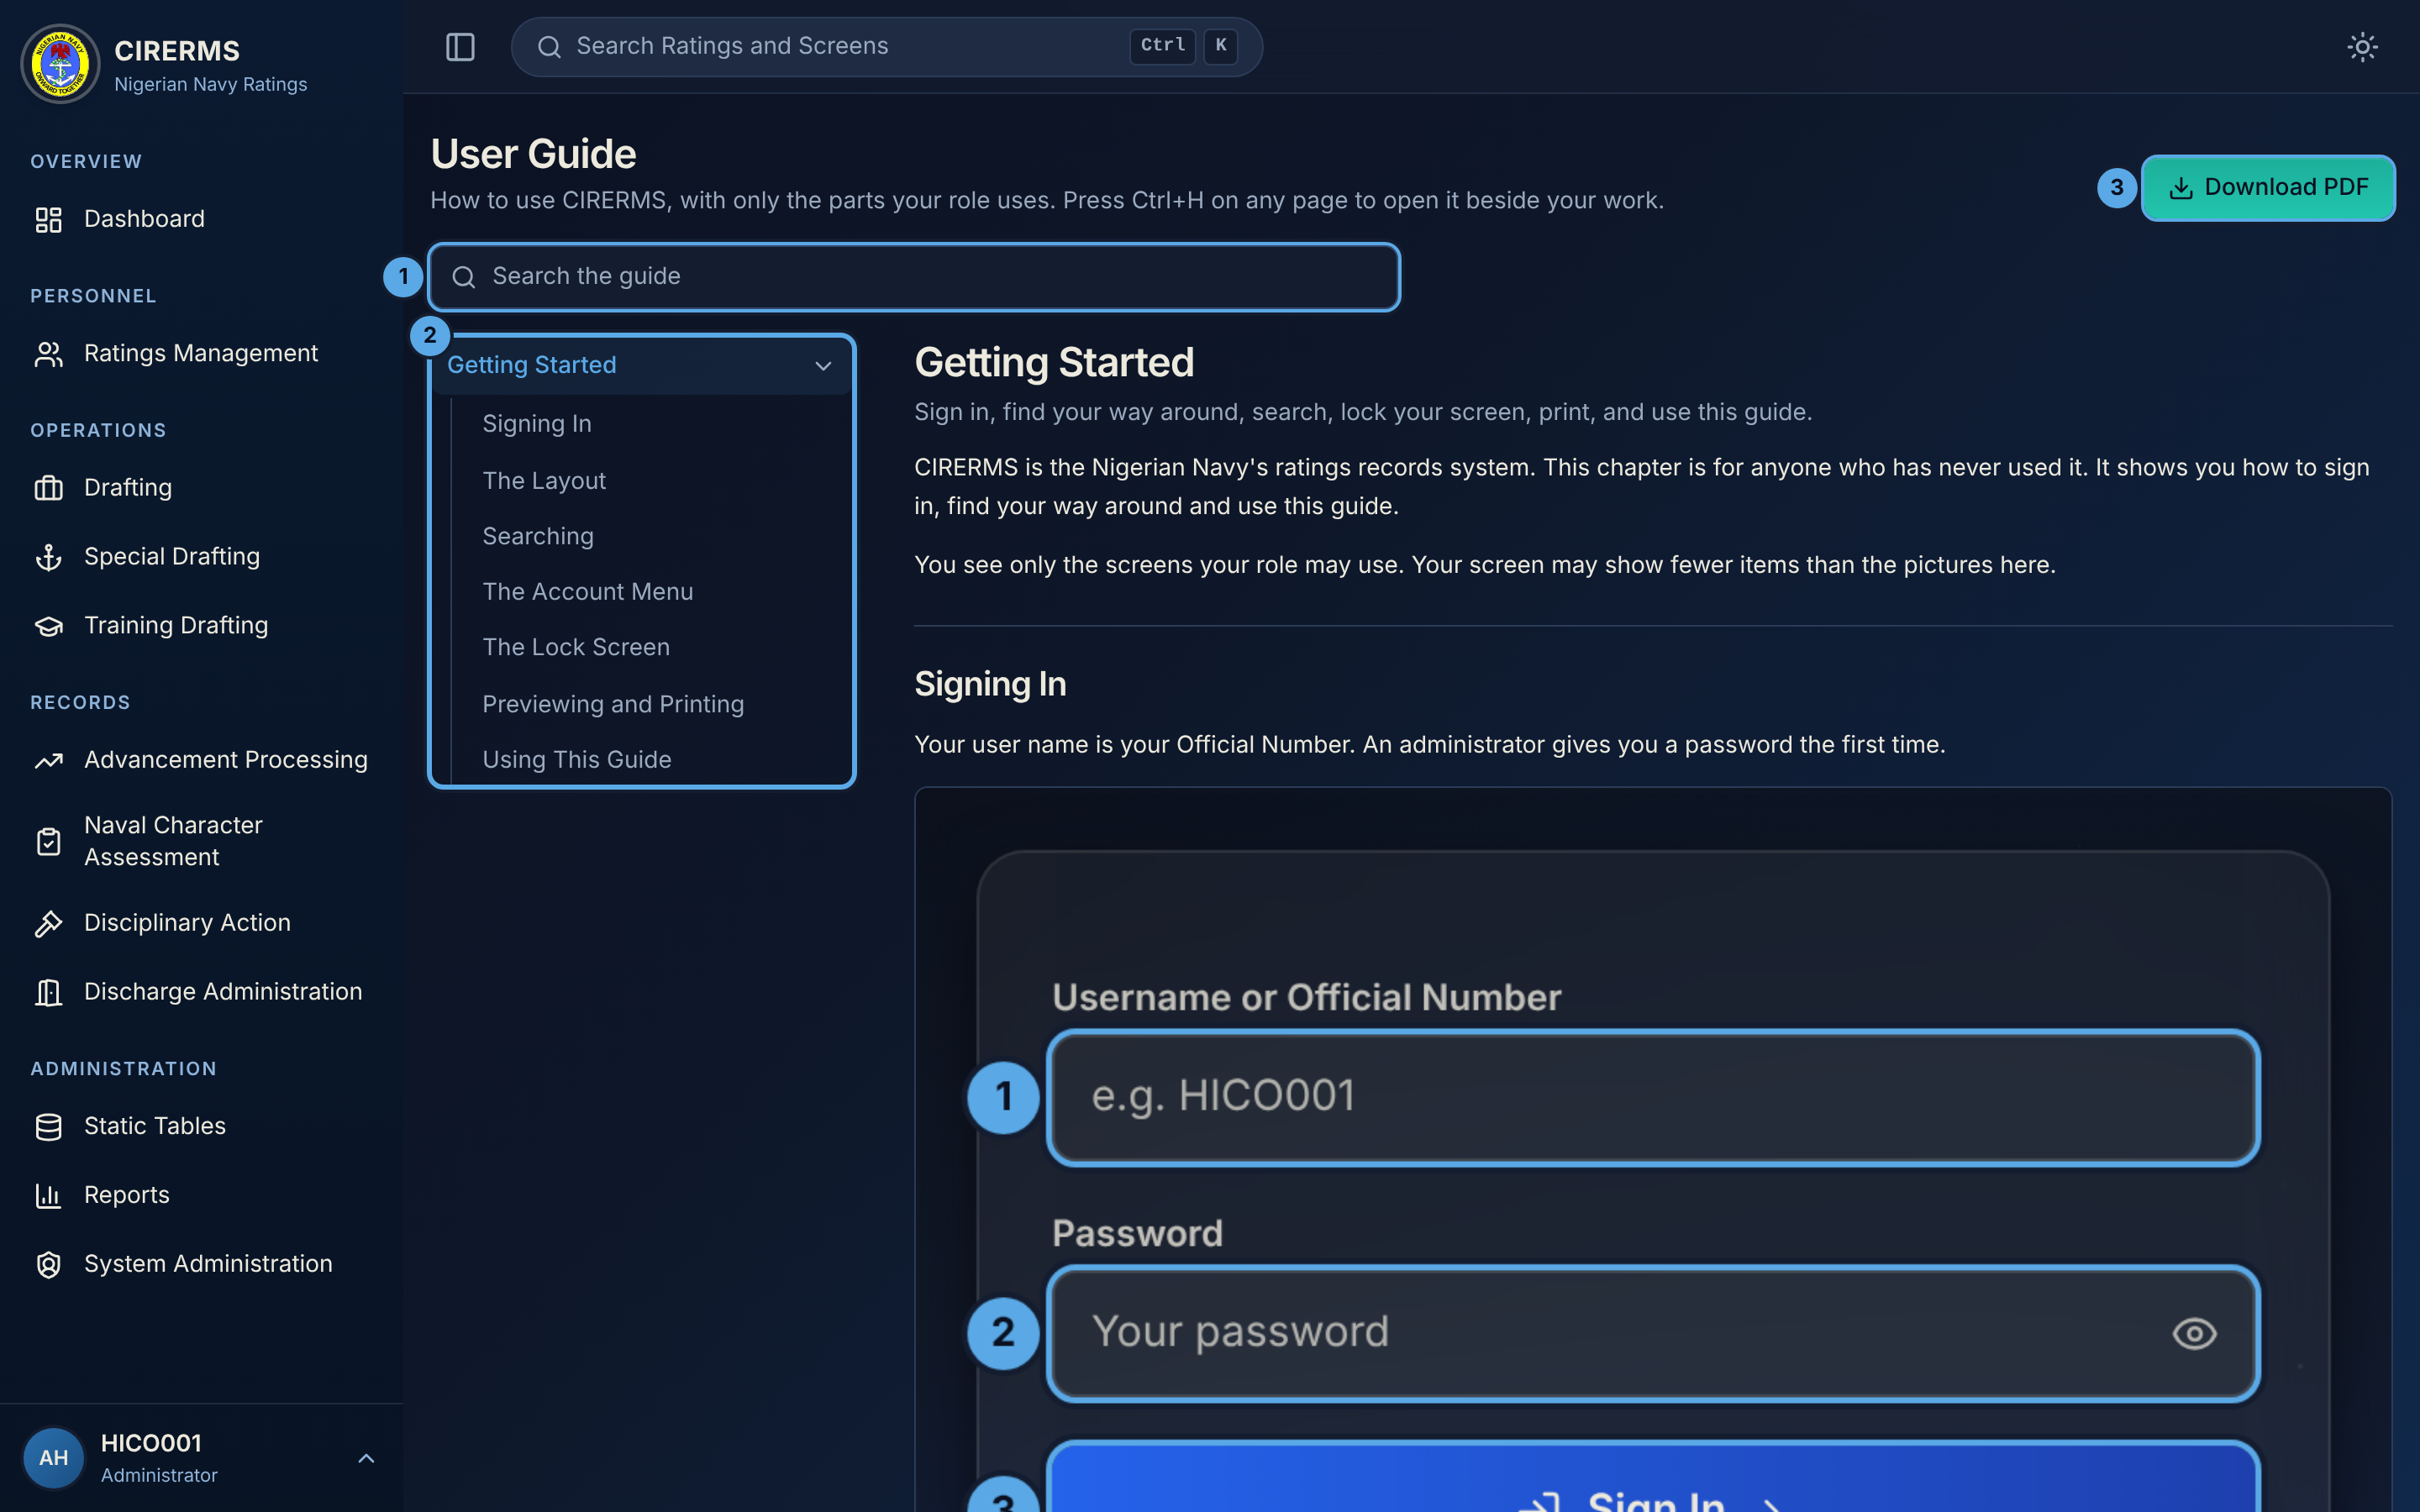 NIGERIAN NAVY
ONWARD TOGETHER
CIRERMS
Nigerian Navy Ratings
OVERVIEW
Dashboard
PERSONNEL
Ratings Management
OPERATIONS
Drafting
Special Drafting
Training Drafting
RECORDS
Advancement Processing
Naval Character
Assessment
Disciplinary Action
Discharge Administration
ADMINISTRATION
Static Tables
Reports
System Administration
AH
HICO001
Administrator
Search Ratings and Screens
Ctrl K
User Guide
How to use CIRERMS, with only the parts your role uses. Press Ctrl+H on any page to open it beside your work.
3 Download PDF
1 Search the guide
2
Getting Started
Signing In
The Layout
Searching
The Account Menu
The Lock Screen
Previewing and Printing
Using This Guide
Getting Started
Sign in, find your way around, search, lock your screen, print, and use this guide.
CIRERMS is the Nigerian Navy's ratings records system. This chapter is for anyone who has never used it. It shows you how to sign
in, find your way around and use this guide.
You see only the screens your role may use. Your screen may show fewer items than the pictures here.
Signing In
Your user name is your Official Number. An administrator gives you a password the first time.
Username or Official Number
1 e.g. HICO001
Password
2 Your password
3 Sign In